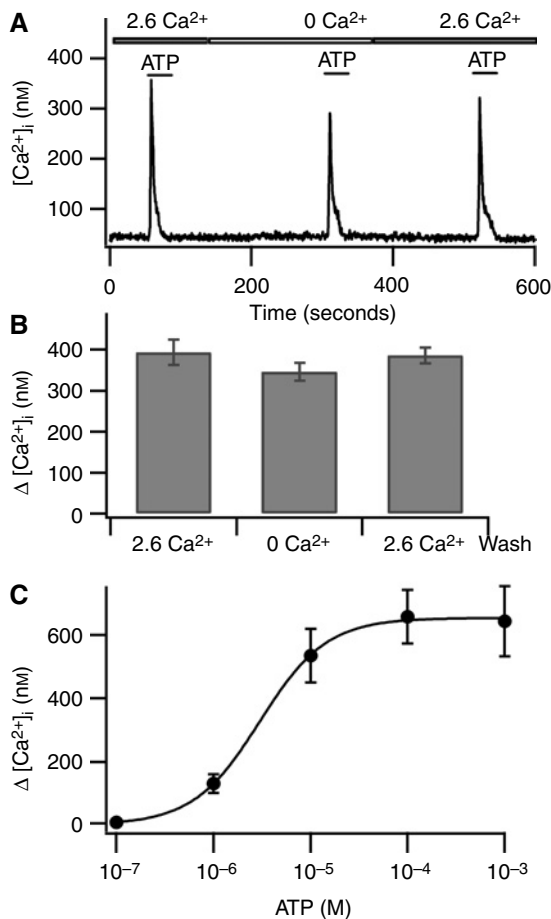 A
2.6 Ca²⁺ 0 Ca²⁺ 2.6 Ca²⁺
ATP ATP ATP
[Ca²⁺]ᵢ (nM)
400
300
200
100
0 200 400 600
Time (seconds)
B
Δ [Ca²⁺]ᵢ (nM)
400
300
200
100
0
2.6 Ca²⁺ 0 Ca²⁺ 2.6 Ca²⁺ Wash
C
Δ [Ca²⁺]ᵢ (nM)
600
400
200
0
10⁻⁷ 10⁻⁶ 10⁻⁵ 10⁻⁴ 10⁻³
ATP (M)